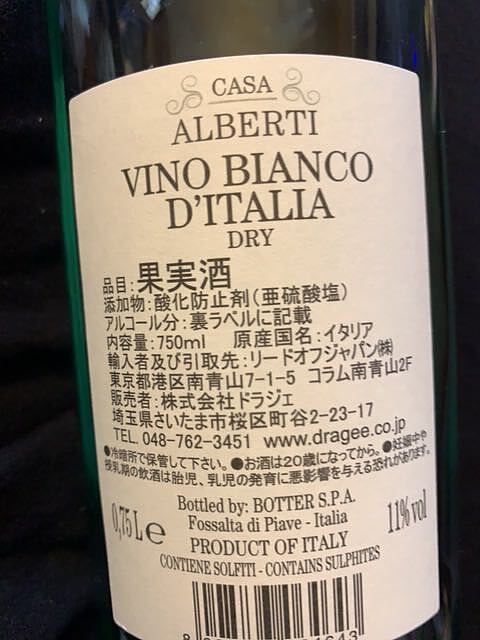 CASA
ALBERTI
VINO BIANCO
D'ITALIA
DRY
品目:果実酒
添加物:酸化防止剤(亜硫酸塩)
アルコール分:裏ラベルに記載
内容量:750ml 原産国名:イタリア
輸入者及び引取先:リードオフジャパン㈱
東京都港区南青山7-1-5 コラム南青山2F
販売者:株式会社ドラジェ
埼玉県さいたま市桜区町谷2-23-17
TEL. 048-762-3451 www.dragee.co.jp
●冷暗所で保管して下さい。●お酒は20歳になってから。●妊娠中や
授乳期の飲酒は胎児、乳児の発育に悪影響を与える恐れがあります。
Bottled by: BOTTER S.P.A.
Fossalta di Piave - Italia
0,75L e
11% vol
PRODUCT OF ITALY
CONTIENE SOLFITI - CONTAINS SULPHITES